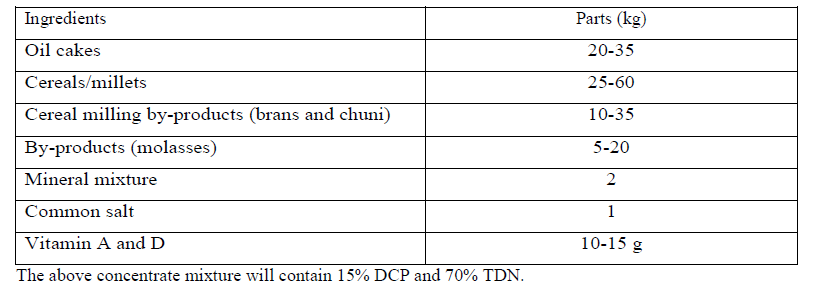 Ingredients Parts (kg)
Oil cakes 20-35
Cereals/millets 25-60
Cereal milling by-products (brans and chuni) 10-35
By-products (molasses) 5-20
Mineral mixture 2
Common salt 1
Vitamin A and D 10-15 g
The above concentrate mixture will contain 15% DCP and 70% TDN.